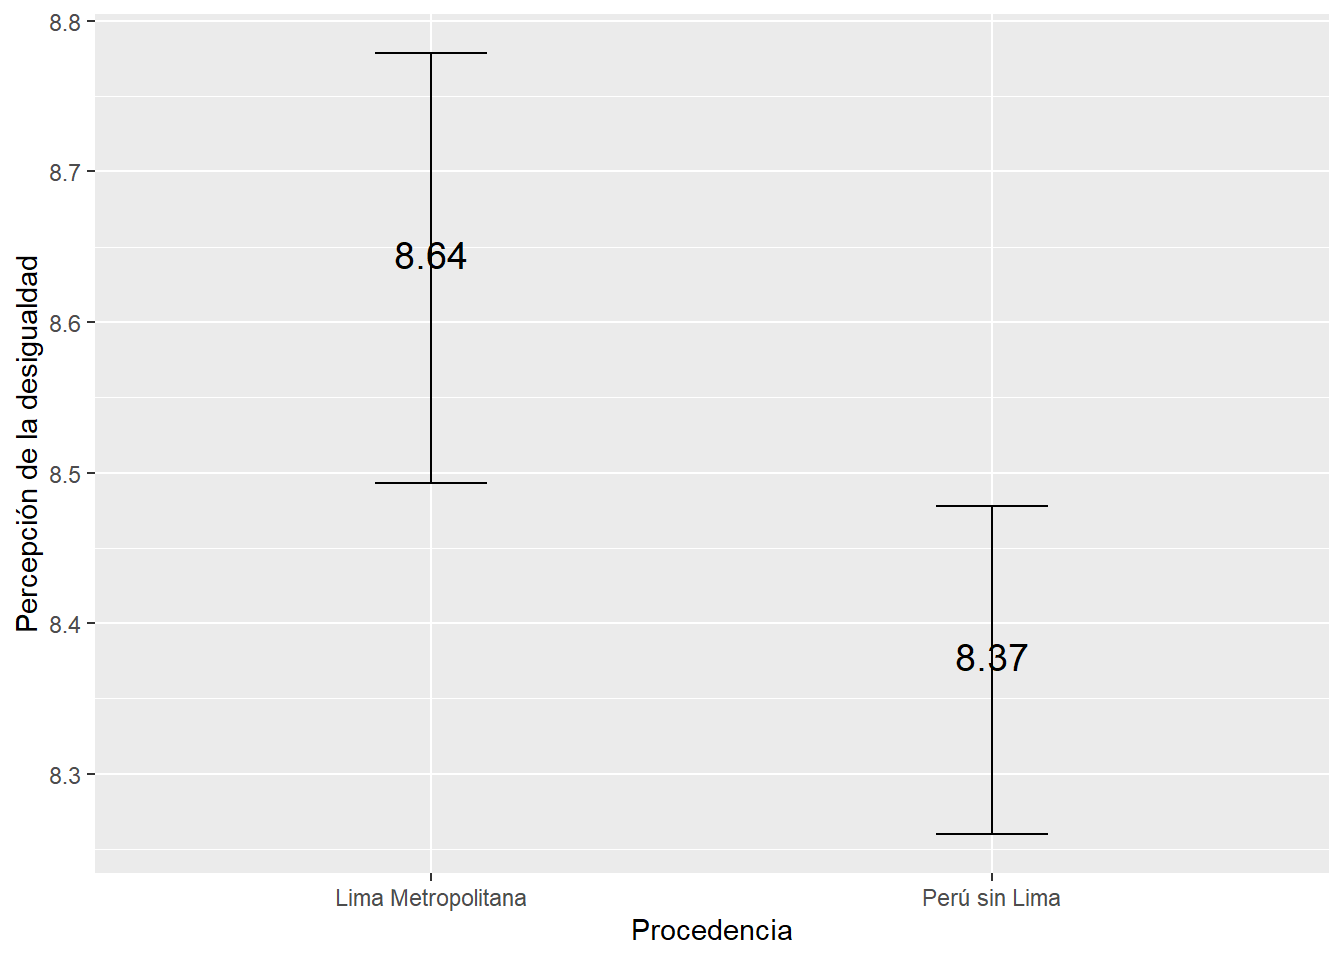 8.8
8.7
8.6
8.5
8.4
8.3
Percepción de la desigualdad
8.64
8.37
Lima Metropolitana
Perú sin Lima
Procedencia